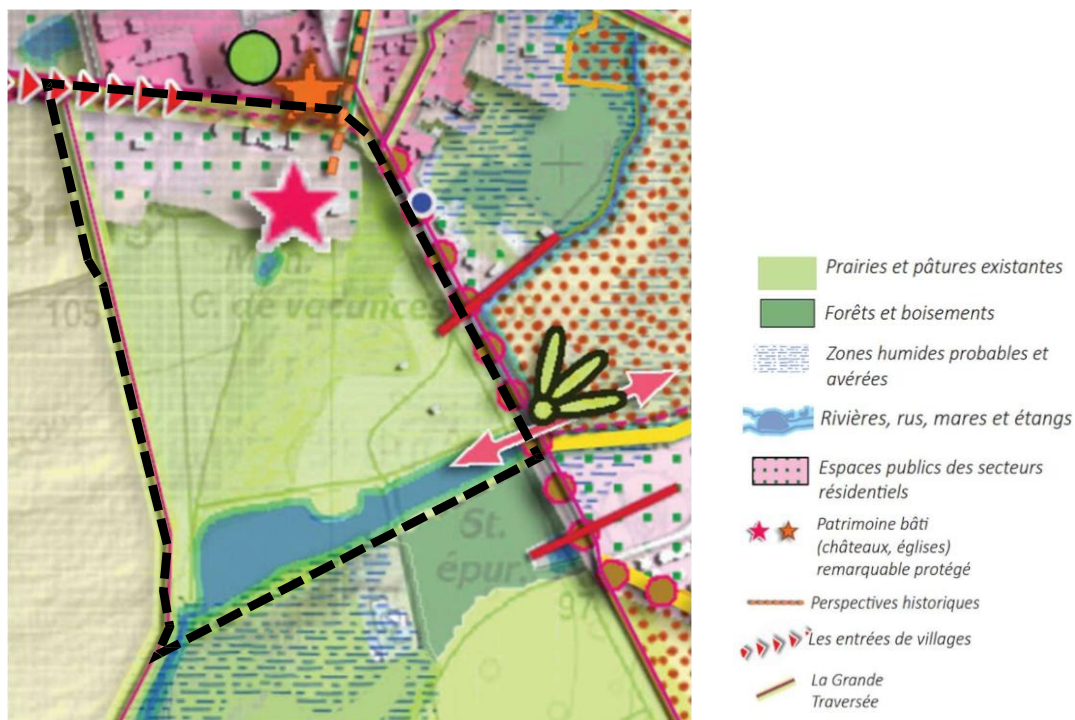 105
C. de vacances
St.
épur.
97
Prairies et pâtures existantes
Forêts et boisements
Zones humides probables et
avérées
Rivières, rus, mares et étangs
Espaces publics des secteurs
résidentiels
Patrimoine bâti
(châteaux, églises)
remarquable protégé
Perspectives historiques
Les entrées de villages
La Grande
Traversée